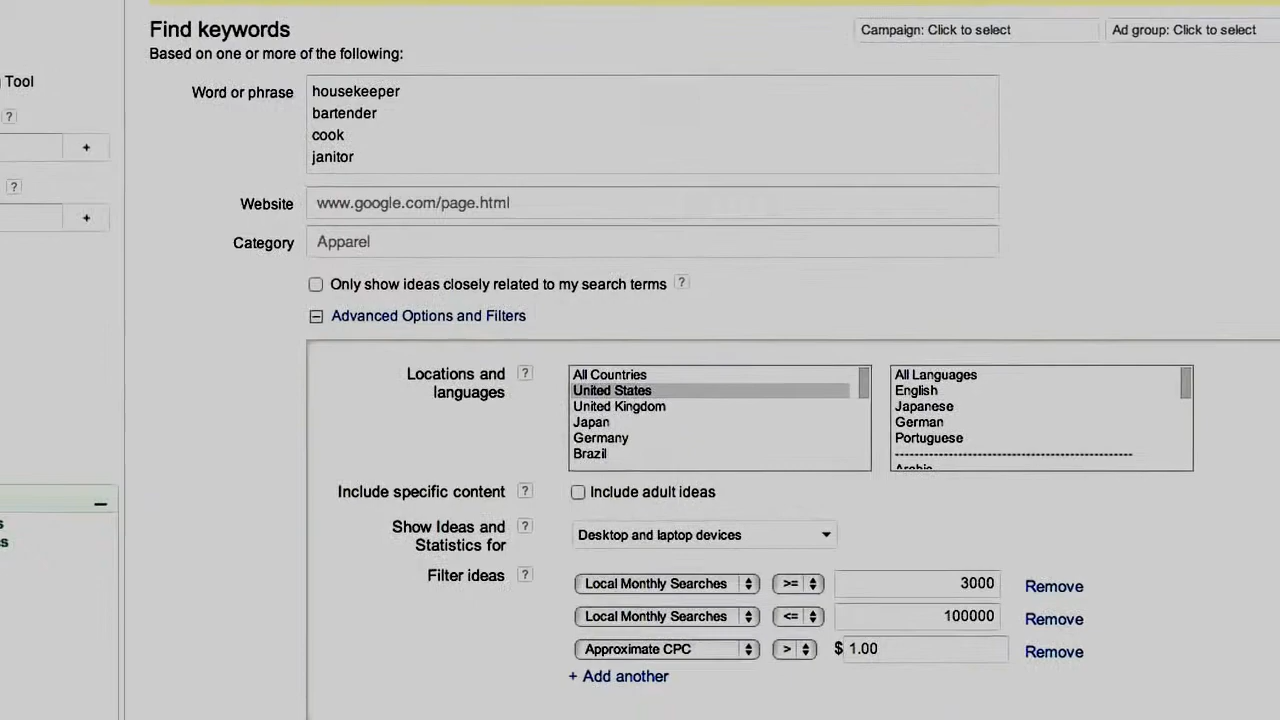 Find keywords
Campaign: Click to select
Ad group: Click to select
Based on one or more of the following:
Tool
?
+
?
+
Word or phrase
housekeeper
bartender
cook
janitor
Website
www.google.com/page.html
Category
Apparel
Only show ideas closely related to my search terms ?
Advanced Options and Filters
Locations and languages ?
All Countries
United States
United Kingdom
Japan
Germany
Brazil
All Languages
English
Japanese
German
Portuguese
--------------------------------------------------
Include specific content ?
Include adult ideas
Show Ideas and Statistics for ?
Desktop and laptop devices
Filter ideas ?
Local Monthly Searches >= 3000 Remove
Local Monthly Searches <= 100000 Remove
Approximate CPC > $ 1.00 Remove
+ Add another